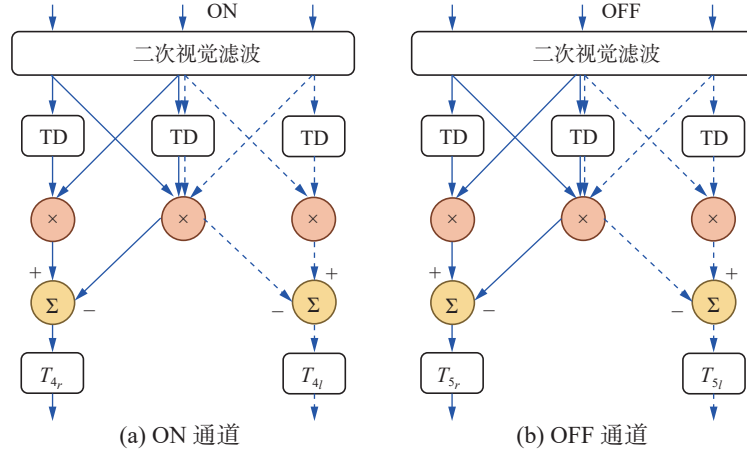 ON
二次视觉滤波
TD TD TD
× × ×
+ +
Σ − − Σ
T4r T4l
(a) ON 通道
OFF
二次视觉滤波
TD TD TD
× × ×
+ +
Σ − − Σ
T5r T5l
(b) OFF 通道